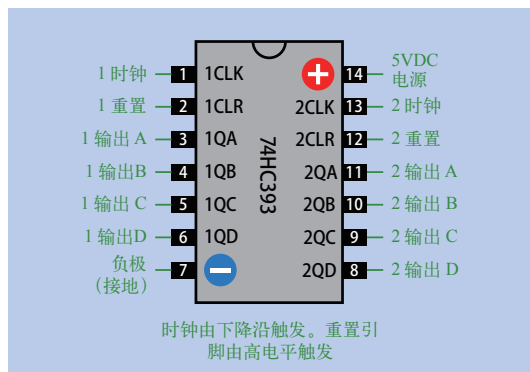 1 时钟
1 重置
1 输出 A
1 输出B
1 输出 C
1 输出D
负极
（接地）
1
2
3
4
5
6
7
1CLK
1CLR
1QA
1QB
1QC
1QD
74HC393
2CLK
2CLR
2QA
2QB
2QC
2QD
14
13
12
11
10
9
8
5VDC
电源
2 时钟
2 重置
2 输出 A
2 输出 B
2 输出 C
2 输出 D
时钟由下降沿触发。重置引
脚由高电平触发